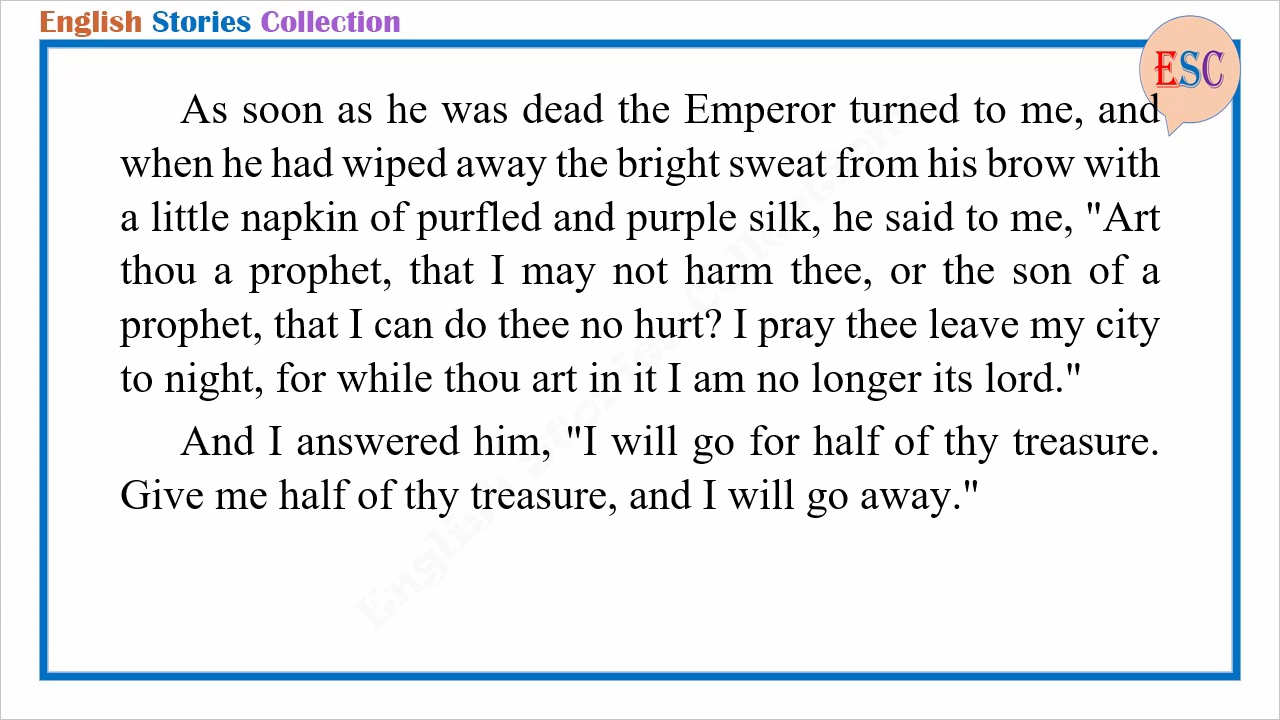 English Stories Collection
ESC
As soon as he was dead the Emperor turned to me, and
when he had wiped away the bright sweat from his brow with
a little napkin of purfled and purple silk, he said to me, "Art
thou a prophet, that I may not harm thee, or the son of a
prophet, that I can do thee no hurt? I pray thee leave my city
to night, for while thou art in it I am no longer its lord."
And I answered him, "I will go for half of thy treasure.
Give me half of thy treasure, and I will go away."
English Stories Collection